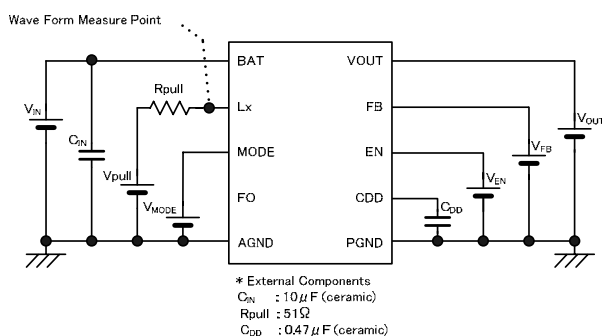 Wave Form Measure Point
BAT
VOUT
Rpull
Lx
FB
VIN
VOUT
CIN
MODE
EN
VFB
Vpull
VEN
VMODE
FO
CDD
CDD
AGND
PGND
* External Components
CIN : 10μF (ceramic)
Rpull : 51Ω
CDD : 0.47μF (ceramic)